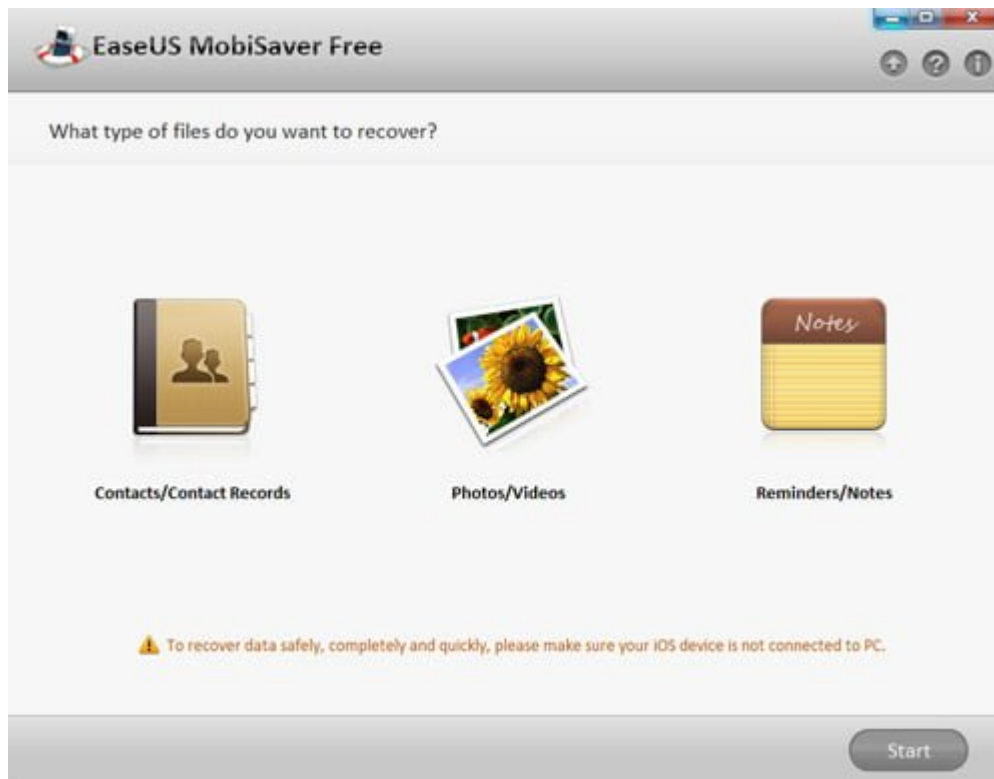 EaseUS MobiSaver Free
What type of files do you want to recover?
Notes
Contacts/Contact Records
Photos/Videos
Reminders/Notes
To recover data safely, completely and quickly, please make sure your iOS device is not connected to PC.
Start